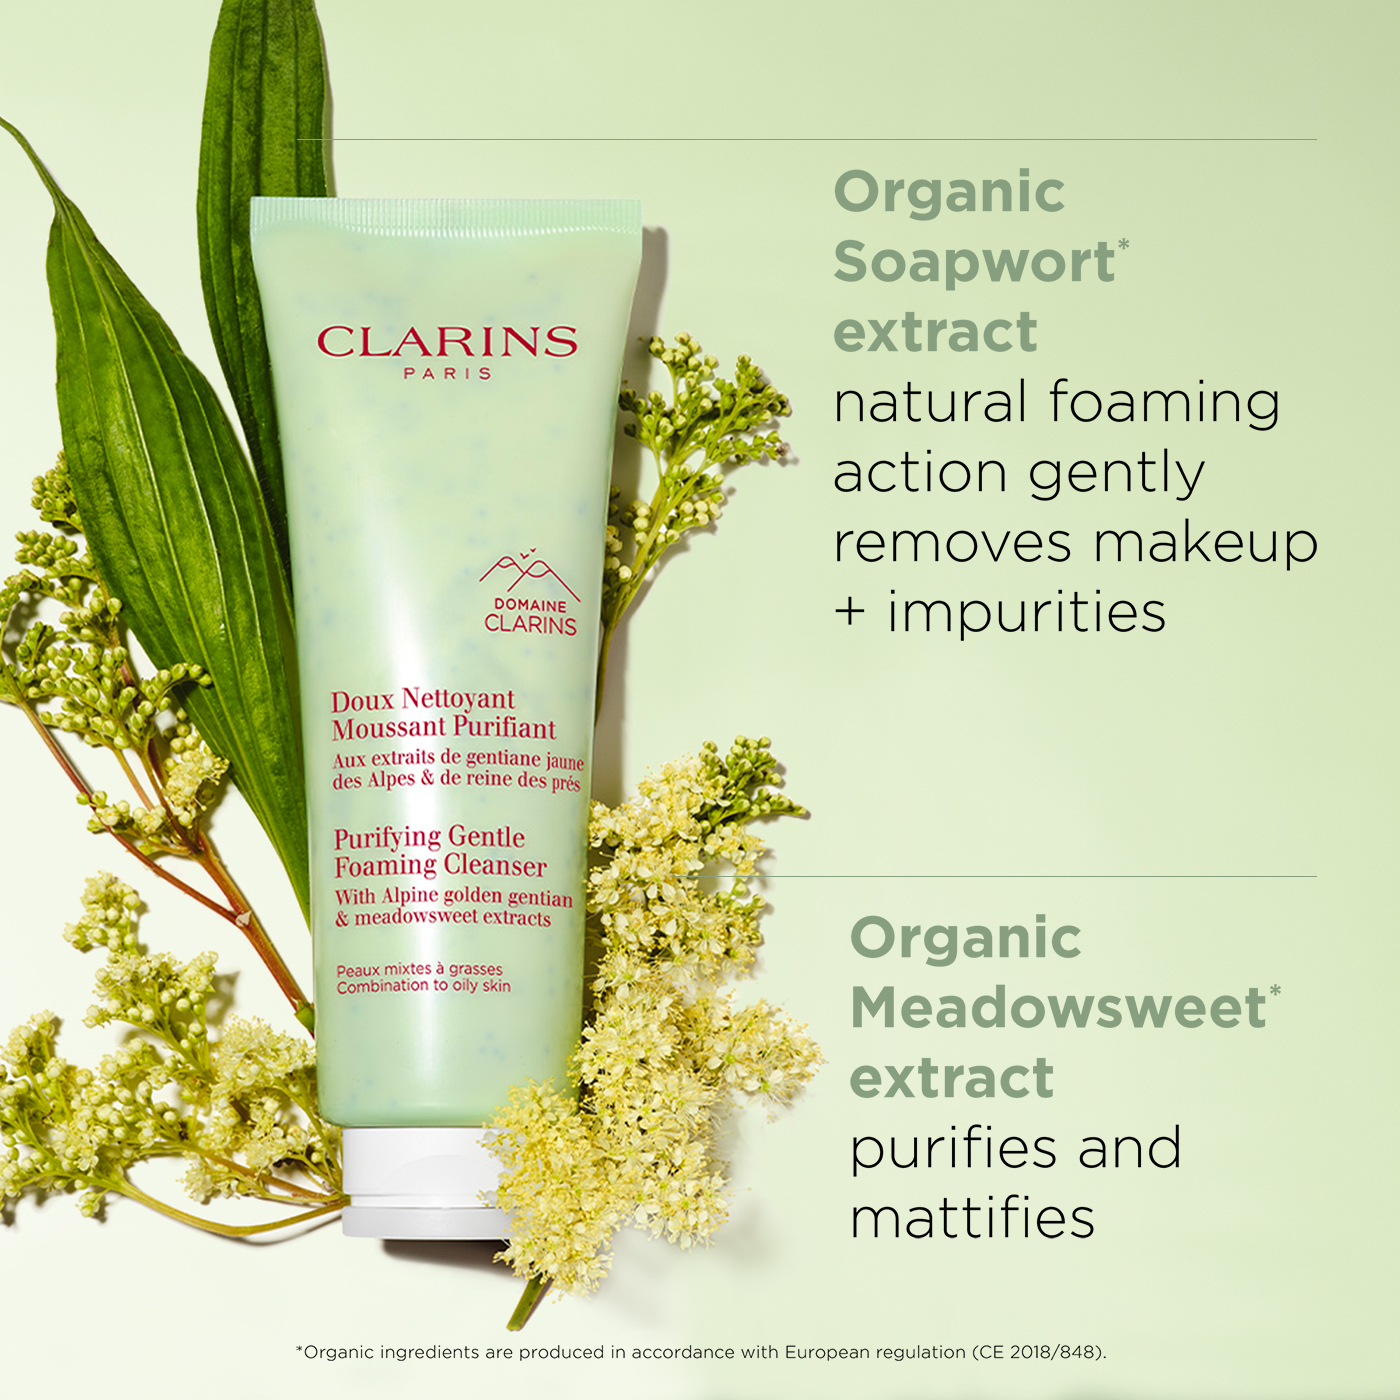 CLARINS
PARIS
DOMAINE
CLARINS
Doux Nettoyant
Moussant Purifiant
Aux extraits de gentiane jaune
des Alpes & de reine des prés
Purifying Gentle
Foaming Cleanser
With Alpine golden gentian
& meadowsweet extracts
Peaux mixtes à grasses
Combination to oily skin
Organic
Soapwort*
extract
natural foaming
action gently
removes makeup
+ impurities
Organic
Meadowsweet*
extract
purifies and
mattifies
*Organic ingredients are produced in accordance with European regulation (CE 2018/848).